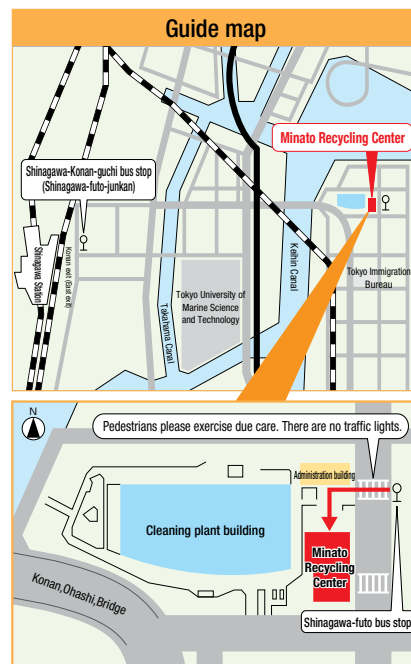 Guide map
Minato Recycling Center
Shinagawa-Konan-guchi bus stop
(Shinagawa-futo-junkan)
Shinagawa Station
Konan exit (East exit)
Takahama Canal
Tokyo University of
Marine Science
and Technology
Keihin Canal
Tokyo Immigration
Bureau
N
Pedestrians please exercise due care. There are no traffic lights.
Administration building
Cleaning plant building
Minato
Recycling
Center
Konan,Ohashi,Bridge
Shinagawa-futo bus stop